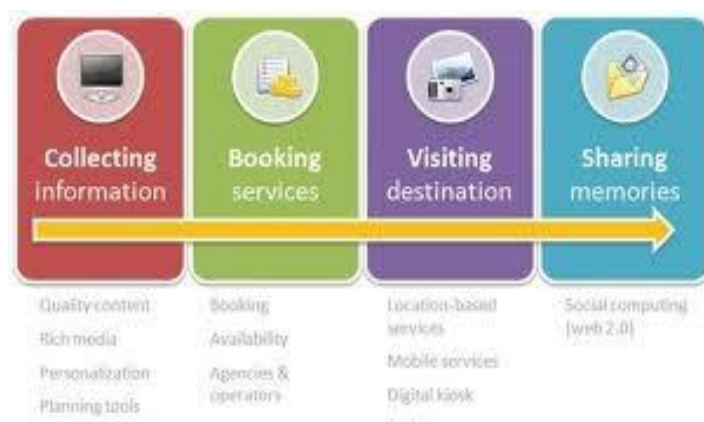 Collecting
information
Booking
services
Visiting
destination
Sharing
memories
Quality content
Rich media
Personalization
Planning tools
Booking
Availability
Agencies &
operators
Location-based
services
Mobile services
Digital kiosk
Social computing
(web 2.0)